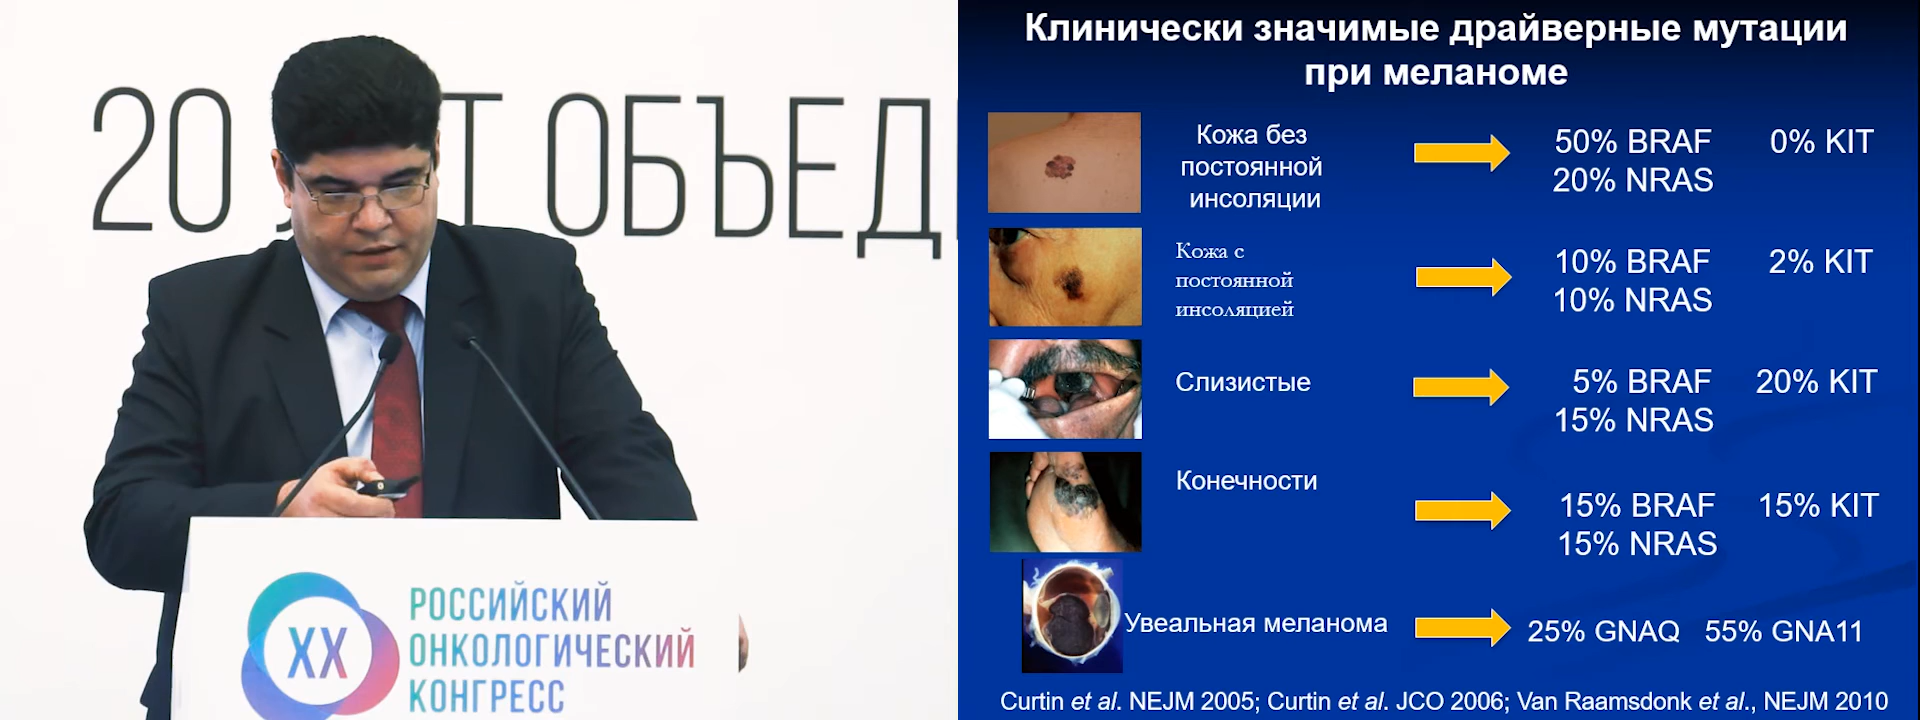 20 ЛЕТ ОБЪЕД
XX
РОССИЙСКИЙ
ОНКОЛОГИЧЕСКИЙ
КОНГРЕСС
Клинически значимые драйверные мутации
при меланоме
Кожа без
постоянной
инсоляции
50% BRAF 0% KIT
20% NRAS
Кожа с
постоянной
инсоляцией
10% BRAF 2% KIT
10% NRAS
Слизистые
5% BRAF 20% KIT
15% NRAS
Конечности
15% BRAF 15% KIT
15% NRAS
Увеальная меланома
25% GNAQ 55% GNA11
Curtin et al. NEJM 2005; Curtin et al. JCO 2006; Van Raamsdonk et al., NEJM 2010